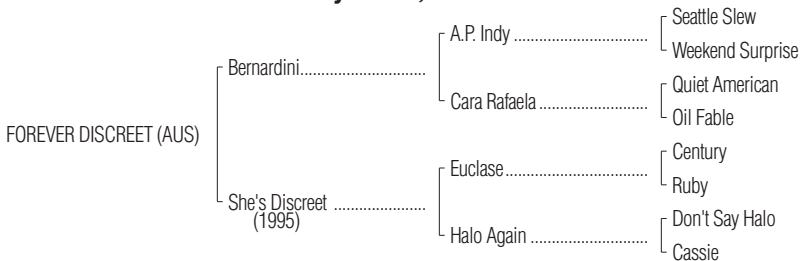 Seattle Slew
A.P. Indy
Weekend Surprise
Bernardini
Quiet American
Cara Rafaela
Oil Fable
FOREVER DISCREET (AUS)
Century
Euclase
Ruby
She's Discreet
(1995)
Don't Say Halo
Halo Again
Cassie